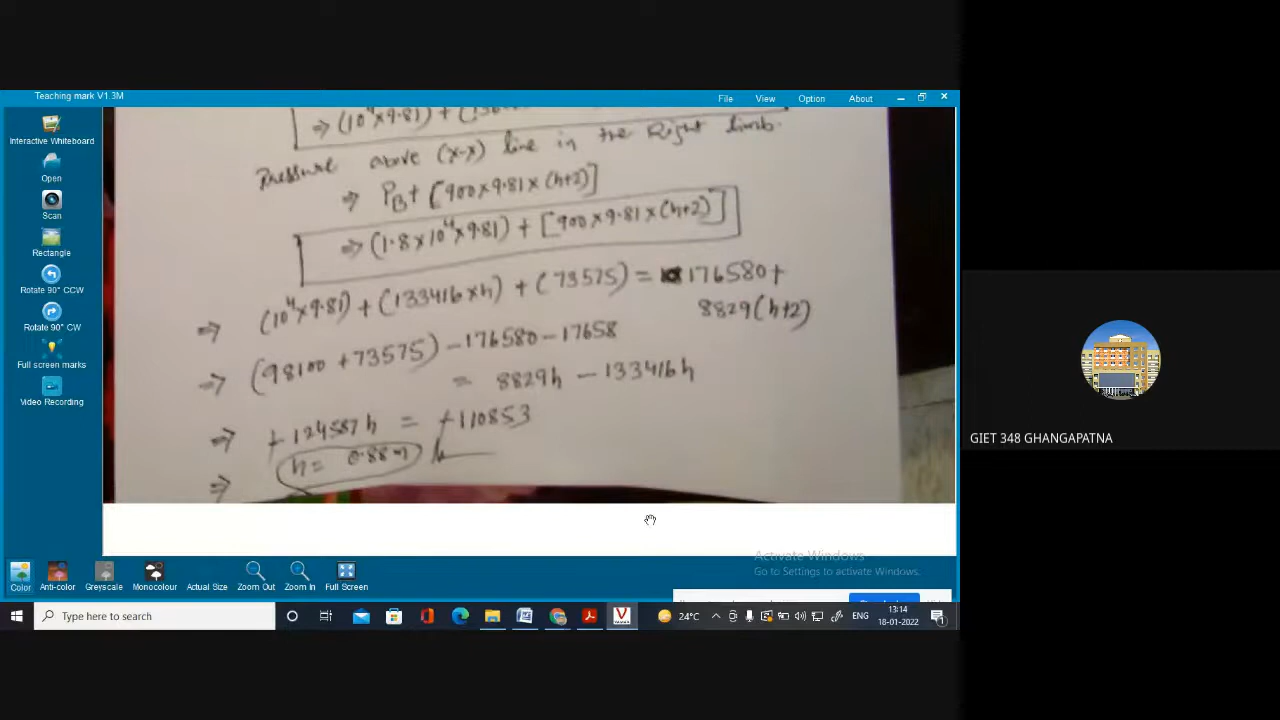 Teaching mark V1.3M
File View Option About
Interactive Whiteboard
Open
Scan
Rectangle
Rotate 90° CCW
Rotate 90° CW
Full screen marks
Video Recording
⇒ (10⁴×9.81) +
Pressure above (x-x) line in the Right limb.
⇒ P_B + [900×9.81×(h+2)]
⇒ (1.8×10⁴×9.81) + [900×9.81×(h+2)]
⇒ (10⁴×9.81) + (133416×h) + (73575) = 176580 +
8829(h+2)
⇒ (98100 + 73575) - 176580 - 17658
= 8829h - 133416h
⇒ +124587h = +110853
⇒ h = 0.88m
Color Anti-color Greyscale Monocolour Actual Size Zoom Out Zoom In Full Screen
Activate Windows
Go to Settings to activate Windows.
Type here to search
24°C
ENG
13:14
18-01-2022
GIET 348 GHANGAPATNA